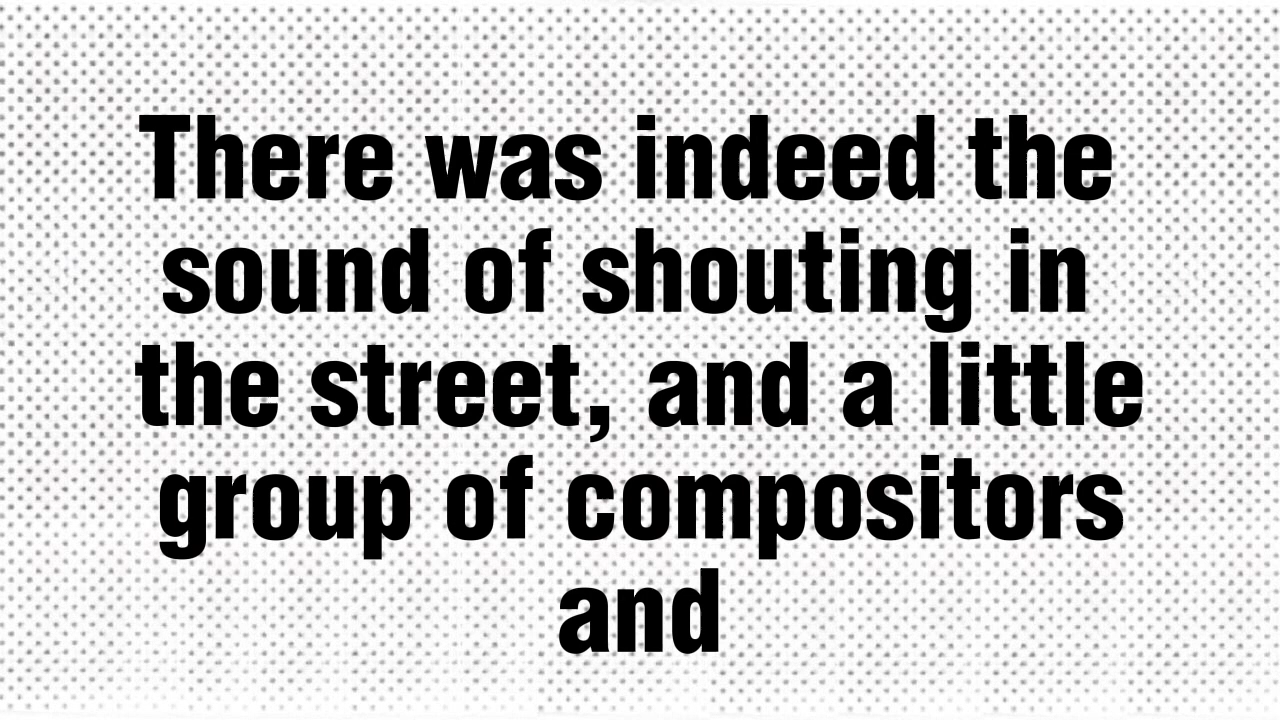 There was indeed the
sound of shouting in
the street, and a little
group of compositors
and